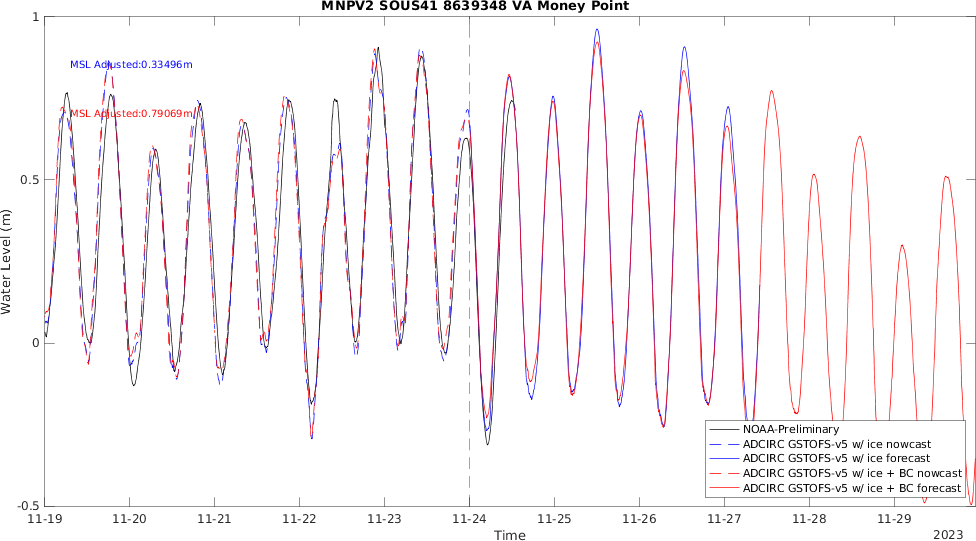 MNPV2 SOUS41 8639348 VA Money Point
1
MSL Adjusted:0.33496m
MSL Adjusted:0.79069m
0.5
Water Level (m)
0
NOAA-Preliminary
ADCIRC GSTOFS-v5 w/ ice nowcast
ADCIRC GSTOFS-v5 w/ ice forecast
ADCIRC GSTOFS-v5 w/ ice + BC nowcast
ADCIRC GSTOFS-v5 w/ ice + BC forecast
-0.5
11-19 11-20 11-21 11-22 11-23 11-24 11-25 11-26 11-27 11-28 11-29
Time
2023